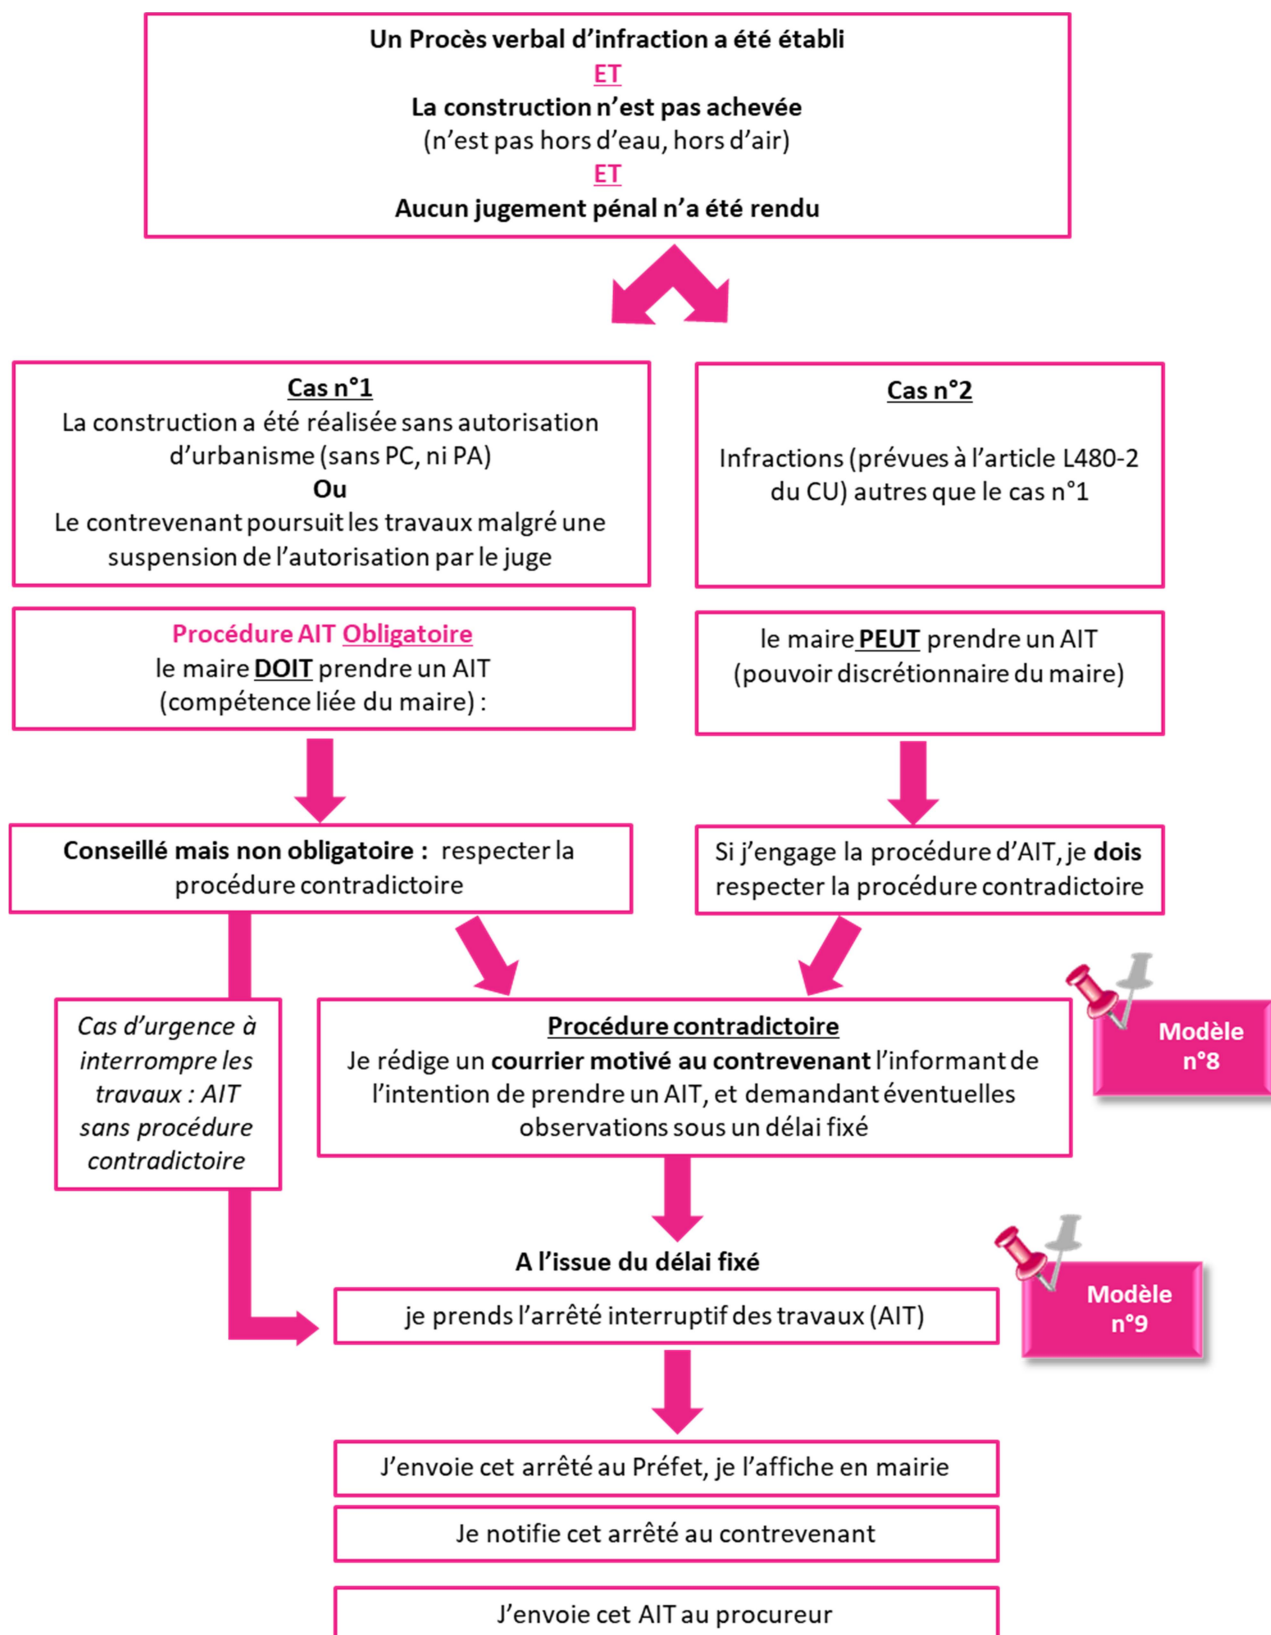 Un Procès verbal d'infraction a été établi
ET
La construction n'est pas achevée
(n'est pas hors d'eau, hors d'air)
ET
Aucun jugement pénal n'a été rendu
Cas n°1
La construction a été réalisée sans autorisation
d'urbanisme (sans PC, ni PA)
Ou
Le contrevenant poursuit les travaux malgré une
suspension de l'autorisation par le juge
Cas n°2
Infractions (prévues à l'article L480-2
du CU) autres que le cas n°1
Procédure AIT Obligatoire
le maire DOIT prendre un AIT
(compétence liée du maire) :
le maire PEUT prendre un AIT
(pouvoir discrétionnaire du maire)
Conseillé mais non obligatoire : respecter la
procédure contradictoire
Si j'engage la procédure d'AIT, je dois
respecter la procédure contradictoire
Cas d'urgence à
interrompre les
travaux : AIT
sans procédure
contradictoire
Procédure contradictoire
Je rédige un courrier motivé au contrevenant l'informant de
l'intention de prendre un AIT, et demandant éventuelles
observations sous un délai fixé
Modèle
n°8
A l'issue du délai fixé
je prends l'arrêté interruptif des travaux (AIT)
Modèle
n°9
J'envoie cet arrêté au Préfet, je l'affiche en mairie
Je notifie cet arrêté au contrevenant
J'envoie cet AIT au procureur